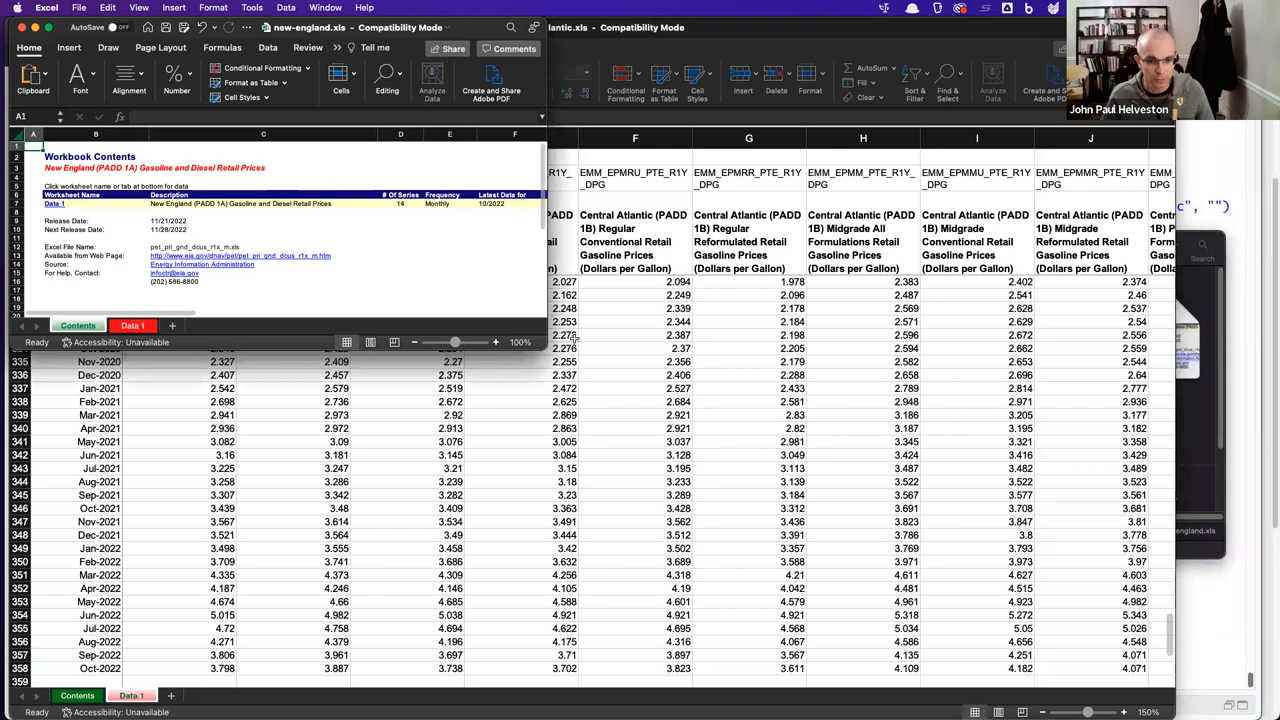 Excel File Edit View Insert Format Tools Data Window Help
AutoSave OFF new-england.xls - Compatibility Mode
lantic.xls - Compatibility Mode
Home Insert Draw Page Layout Formulas Data Review Tell me Share Comments
Clipboard Font Alignment Number Conditional Formatting Format as Table Cell Styles Cells Editing Analyze Data Create and Share Adobe PDF
Conditional Formatting Format as Table Cell Styles Insert Delete Format AutoSum Fill Clear Sort & Filter Find & Select Analyze Data
John Paul Helveston
A1 fx
A B C D E F
Workbook Contents
New England (PADD 1A) Gasoline and Diesel Retail Prices
Click worksheet name or tab at bottom for data
Worksheet Name Description # Of Series Frequency Latest Data for
Data 1 New England (PADD 1A) Gasoline and Diesel Retail Prices 14 Monthly 10/2022
Release Date: 11/21/2022
Next Release Date: 11/28/2022
Excel File Name: pet_pri_gnd_dcus_r1x_m.xls
Available from Web Page: http://www.eia.gov/dnav/pet/pet_pri_gnd_dcus_r1x_m.htm
Source: Energy Information Administration
For Help, Contact: infoctr@eia.gov
(202) 586-8800
Contents Data 1 +
Ready Accessibility: Unavailable 100%
F G H I J
R1Y_ EMM_EPMRU_PTE_R1Y_DPG EMM_EPMRR_PTE_R1Y_DPG EMM_EPMM_PTE_R1Y_DPG EMM_EPMMU_PTE_R1Y_DPG EMM_EPMMR_PTE_R1Y_DPG
Central Atlantic (PADD 1B) Regular Conventional Retail Gasoline Prices (Dollars per Gallon)
Central Atlantic (PADD 1B) Regular Reformulated Retail Gasoline Prices (Dollars per Gallon)
Central Atlantic (PADD 1B) Midgrade All Formulations Retail Gasoline Prices (Dollars per Gallon)
Central Atlantic (PADD 1B) Midgrade Conventional Retail Gasoline Prices (Dollars per Gallon)
Central Atlantic (PADD 1B) Midgrade Reformulated Retail Gasoline Prices (Dollars per Gallon)
2.027 2.094 1.978 2.383 2.402 2.374
2.162 2.249 2.096 2.487 2.541 2.46
2.248 2.339 2.178 2.569 2.628 2.537
2.253 2.344 2.184 2.571 2.629 2.54
2.387 2.198 2.596 2.672 2.556
2.276 2.37 2.205 2.594 2.662 2.559
335 Nov-2020 2.327 2.409 2.27 2.255 2.356 2.179 2.582 2.653 2.544
336 Dec-2020 2.407 2.457 2.375 2.337 2.406 2.288 2.658 2.696 2.64
337 Jan-2021 2.542 2.579 2.519 2.472 2.527 2.433 2.789 2.814 2.777
338 Feb-2021 2.698 2.736 2.672 2.625 2.684 2.581 2.948 2.971 2.936
339 Mar-2021 2.941 2.973 2.92 2.869 2.921 2.83 3.186 3.205 3.177
340 Apr-2021 2.936 2.972 2.913 2.863 2.921 2.82 3.187 3.195 3.182
341 May-2021 3.082 3.09 3.076 3.005 3.037 2.981 3.345 3.321 3.358
342 Jun-2021 3.16 3.181 3.145 3.084 3.128 3.049 3.424 3.416 3.429
343 Jul-2021 3.225 3.247 3.21 3.15 3.195 3.113 3.487 3.482 3.489
344 Aug-2021 3.258 3.286 3.239 3.18 3.233 3.139 3.522 3.522 3.523
345 Sep-2021 3.307 3.342 3.282 3.23 3.289 3.184 3.567 3.577 3.561
346 Oct-2021 3.439 3.48 3.409 3.363 3.428 3.312 3.691 3.708 3.681
347 Nov-2021 3.567 3.614 3.534 3.491 3.562 3.436 3.823 3.847 3.81
348 Dec-2021 3.521 3.564 3.49 3.444 3.512 3.391 3.786 3.8 3.778
349 Jan-2022 3.498 3.555 3.458 3.42 3.502 3.357 3.769 3.793 3.756
350 Feb-2022 3.709 3.741 3.686 3.632 3.689 3.588 3.971 3.973 3.97
351 Mar-2022 4.335 4.373 4.309 4.256 4.318 4.21 4.611 4.627 4.603
352 Apr-2022 4.187 4.246 4.146 4.105 4.19 4.042 4.481 4.515 4.463
353 May-2022 4.674 4.66 4.685 4.588 4.601 4.579 4.961 4.923 4.982
354 Jun-2022 5.015 4.982 5.038 4.921 4.921 4.921 5.318 5.272 5.343
355 Jul-2022 4.72 4.758 4.694 4.622 4.695 4.568 5.034 5.05 5.026
356 Aug-2022 4.271 4.379 4.196 4.175 4.316 4.067 4.586 4.656 4.548
357 Sep-2022 3.806 3.961 3.697 3.71 3.897 3.567 4.135 4.251 4.071
358 Oct-2022 3.798 3.887 3.738 3.702 3.823 3.611 4.109 4.182 4.071
359
Contents Data 1 +
Ready Accessibility: Unavailable 150%
c", "")
Search
england.xls